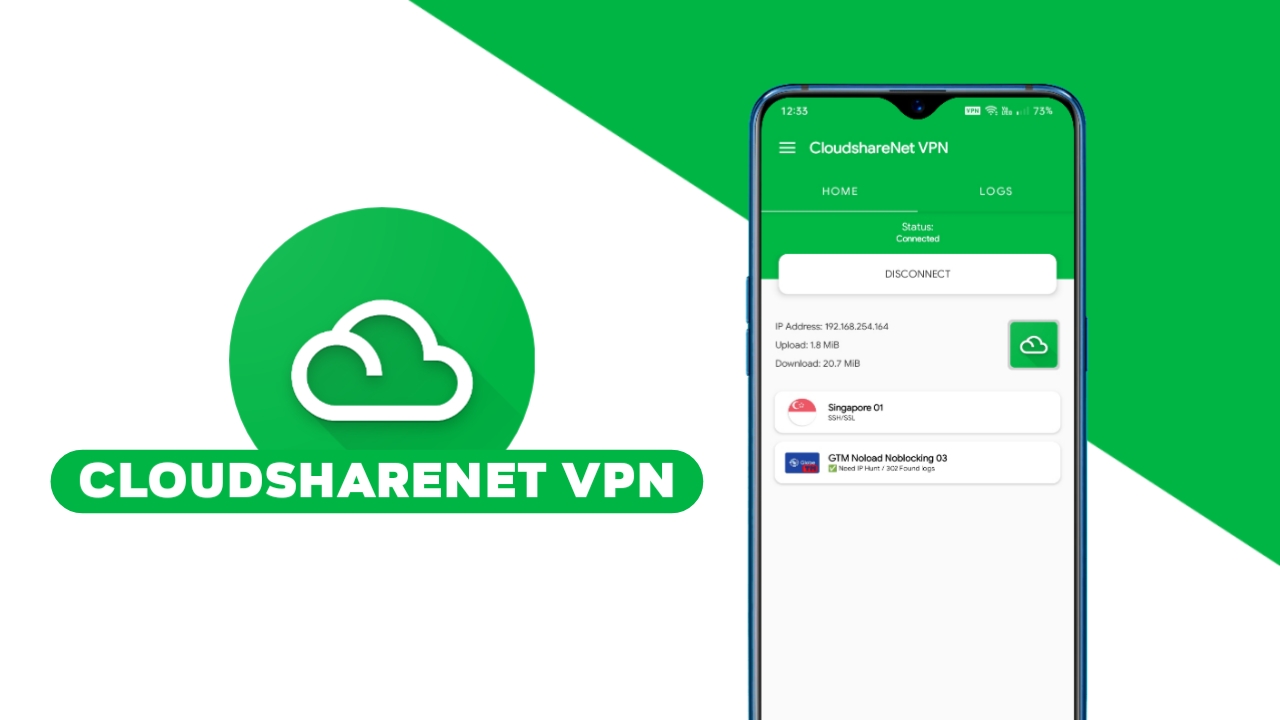 CLOUDSHARENET VPN
12:33
VPN
73%
CloudshareNet VPN
HOME
LOGS
Status:
Connected
DISCONNECT
IP Address: 192.168.254.164
Upload: 1.8 MiB
Download: 20.7 MiB
Singapore 01
SSH/SSL
Globe
GTM Noload Noblocking 03
✅ Need IP Hunt / 302 Found logs